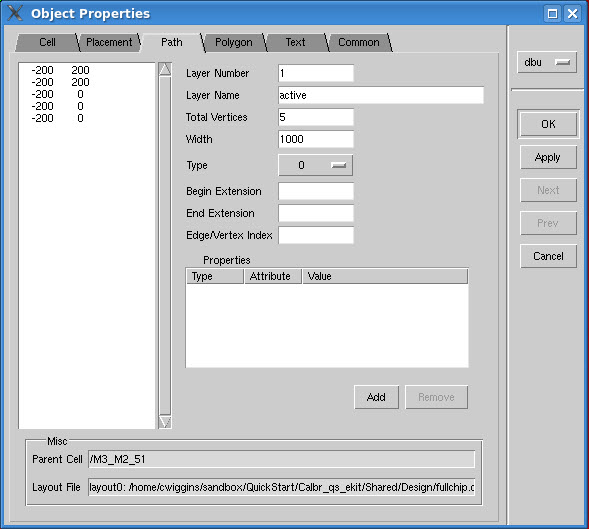 Object Properties
Cell Placement Path Polygon Text Common
-200 200
-200 200
-200 0
-200 0
-200 0
Layer Number 1
Layer Name active
Total Vertices 5
Width 1000
Type 0
Begin Extension
End Extension
Edge/Vertex Index
Properties
Type Attribute Value
Add Remove
Misc
Parent Cell /M3_M2_51
Layout File layout0: /home/cwiggins/sandbox/QuickStart/Calbr_qs_ekit/Shared/Design/fullchip.
dbu
OK
Apply
Next
Prev
Cancel